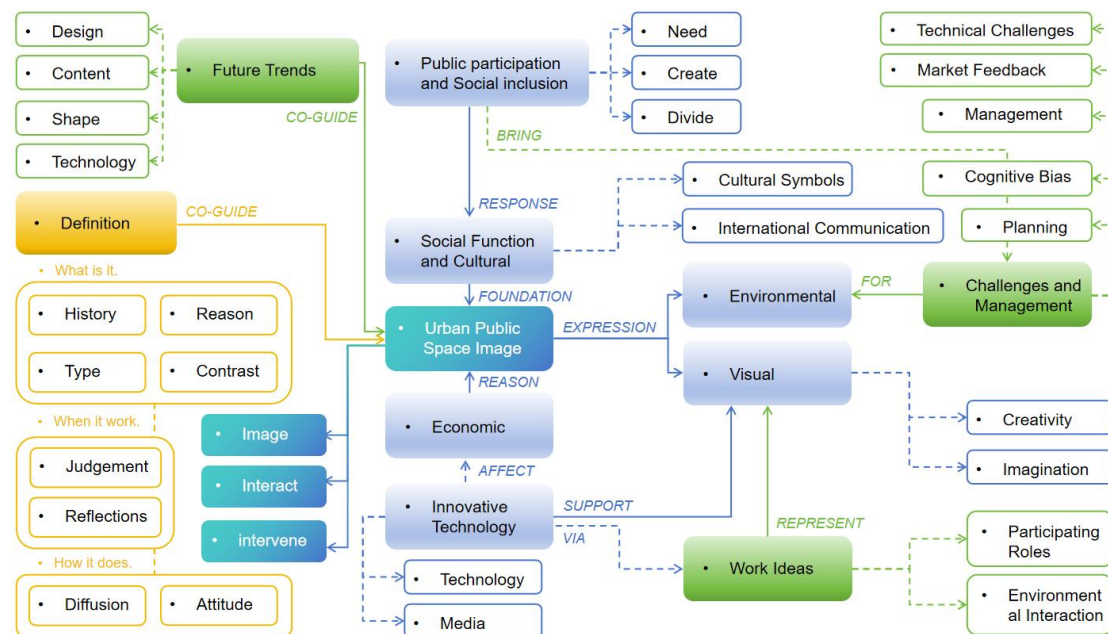 • Design
• Content
• Shape
• Technology
• Future Trends
CO-GUIDE
• Public participation
and Social inclusion
• Need
• Create
• Divide
BRING
• Technical Challenges
• Market Feedback
• Management
• Cognitive Bias
• Planning
• Challenges and
Management
FOR
• Definition
CO-GUIDE
• What is it.
• History
• Reason
• Type
• Contrast
• When it work.
• Judgement
• Reflections
• How it does.
• Diffusion
• Attitude
RESPONSE
• Social Function
and Cultural
• Cultural Symbols
• International Communication
FOUNDATION
• Urban Public
Space Image
EXPRESSION
• Environmental
• Visual
• Creativity
• Imagination
• Image
• Interact
• intervene
REASON
• Economic
AFFECT
• Innovative
Technology
SUPPORT
VIA
• Technology
• Media
REPRESENT
• Work Ideas
• Participating
Roles
• Environment
al Interaction